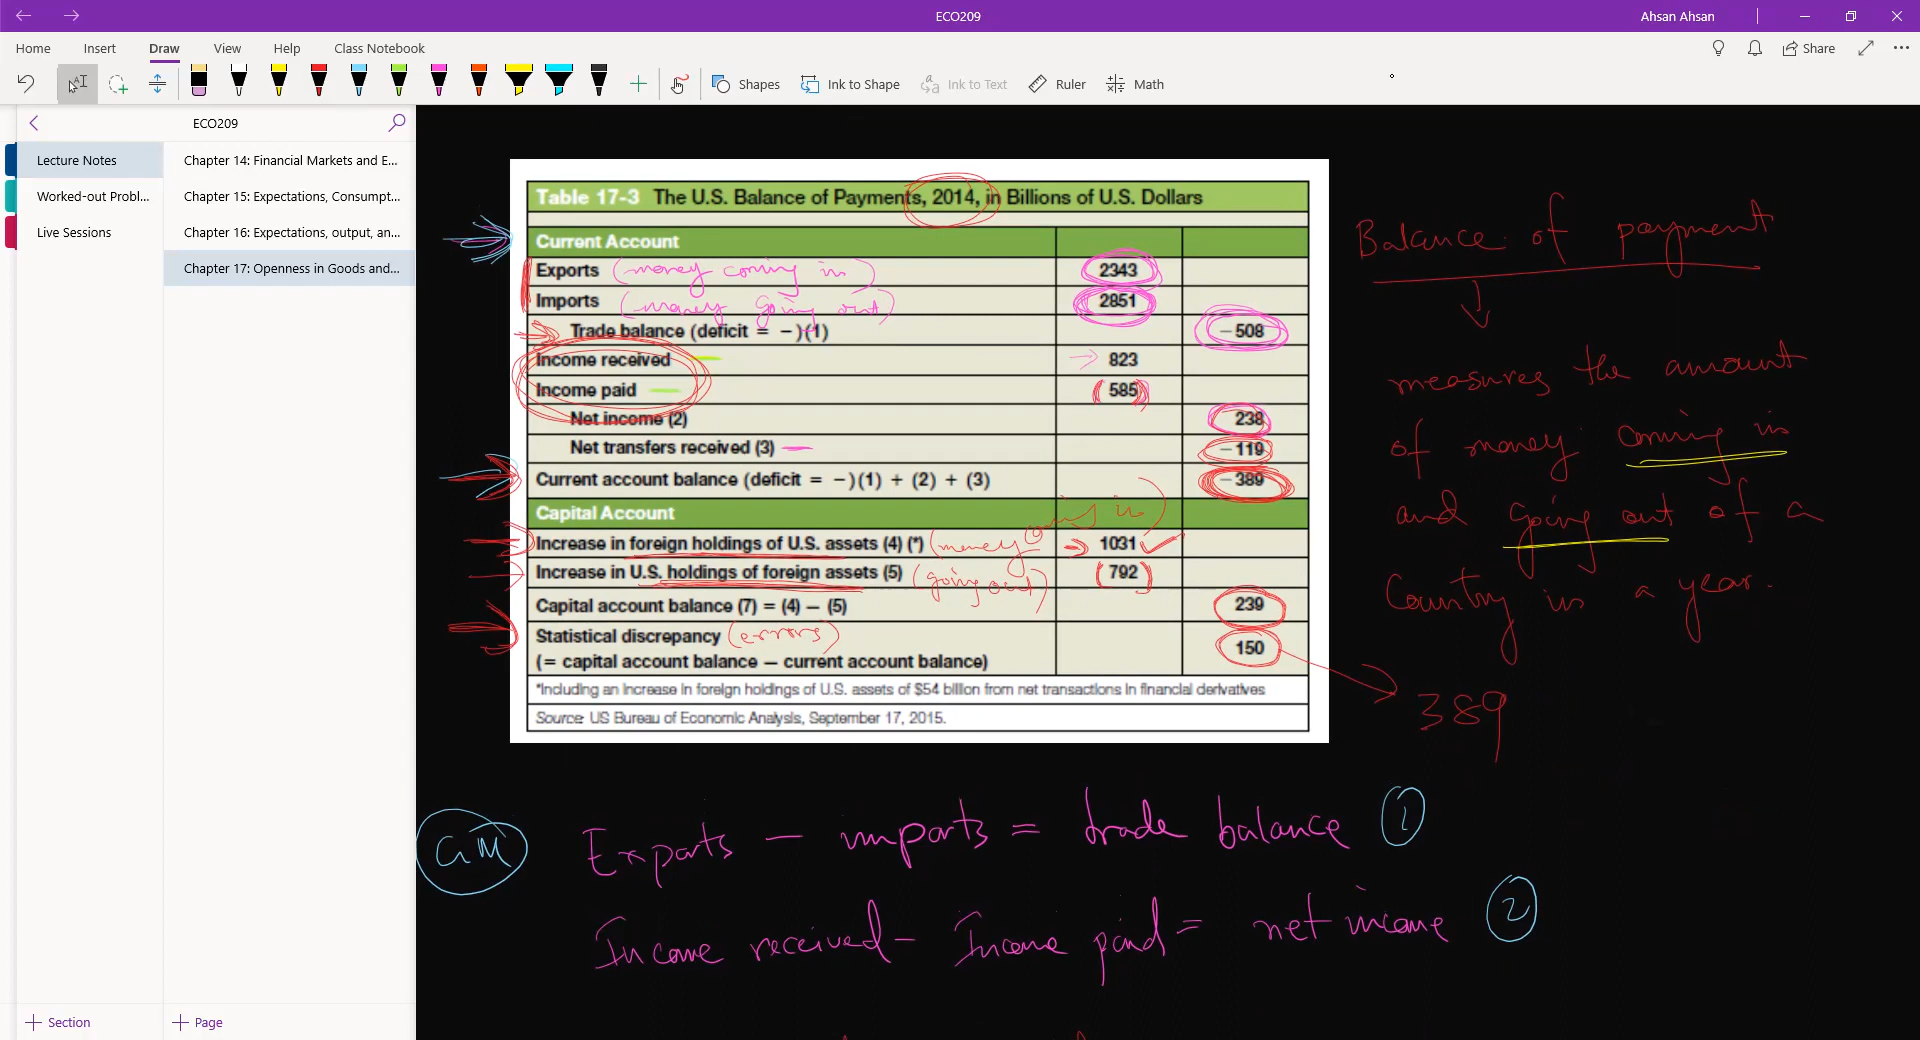 ECO209
Ahsan Ahsan
Home Insert Draw View Help Class Notebook
Share
Shapes Ink to Shape Ink to Text Ruler Math
ECO209
Lecture Notes
Worked-out Probl...
Live Sessions
Chapter 14: Financial Markets and E...
Chapter 15: Expectations, Consumpt...
Chapter 16: Expectations, output, an...
Chapter 17: Openness in Goods and...
Section
Page
Table 17-3 The U.S. Balance of Payments, 2014, in Billions of U.S. Dollars
Current Account
Exports (money coming in) 2343
Imports (money going out) 2851
Trade balance (deficit = −)(1) −508
Income received 823
Income paid (585)
Net income (2) 238
Net transfers received (3) −119
Current account balance (deficit = −)(1) + (2) + (3) −389
Capital Account
Increase in foreign holdings of U.S. assets (4) (*) (money coming in) 1031
Increase in U.S. holdings of foreign assets (5) (going out) (792)
Capital account balance (7) = (4) − (5) 239
Statistical discrepancy (errors) 150
(= capital account balance − current account balance)
*Including an increase in foreign holdings of U.S. assets of $54 billion from net transactions in financial derivatives
Source: US Bureau of Economic Analysis, September 17, 2015.
Balance of payment
measures the amount
of money coming in
and going out of a
Country in a year.
389
Exports − imports = trade balance 1
Income received − Income paid = net income 2